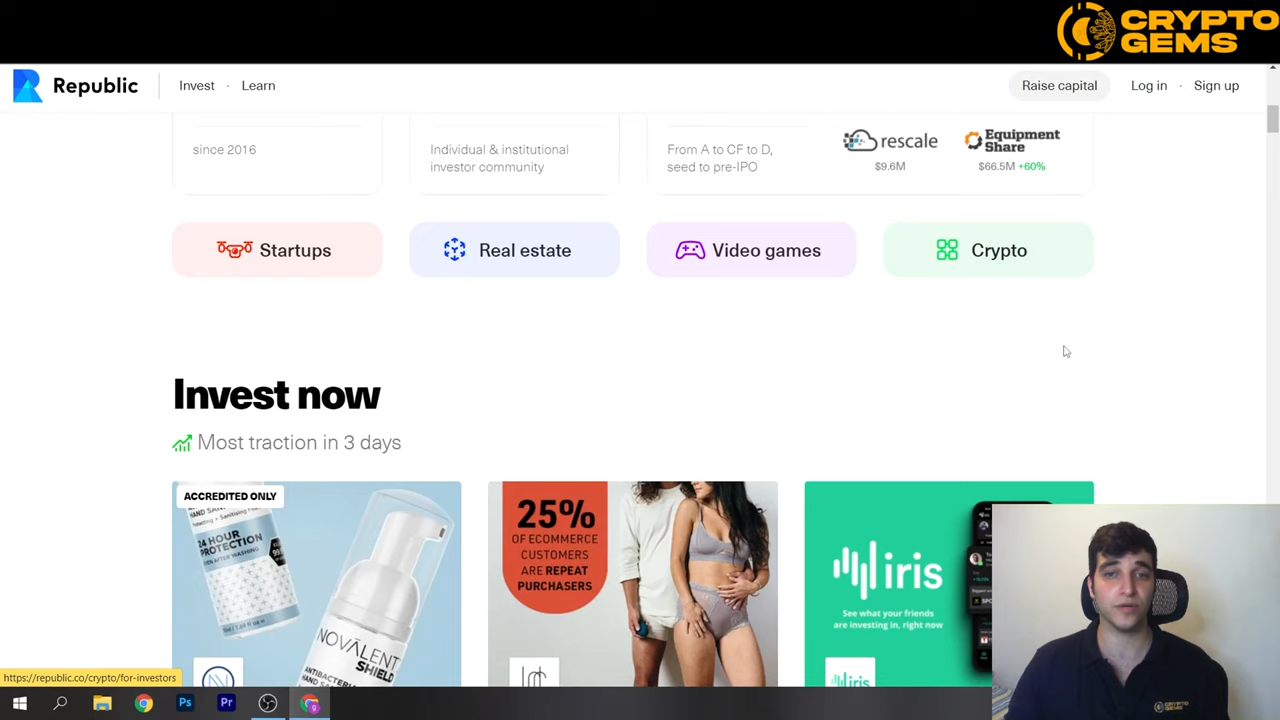 CRYPTO
GEMS
Republic
Invest · Learn
Raise capital
Log in · Sign up
since 2016
Individual & institutional
investor community
From A to CF to D,
seed to pre-IPO
rescale
$9.6M
Equipment
Share
$66.5M +60%
Startups
Real estate
Video games
Crypto
Invest now
Most traction in 3 days
ACCREDITED ONLY
24 HOUR
PROTECTION
NOVALENT
SHIELD
25%
OF ECOMMERCE
CUSTOMERS
ARE REPEAT
PURCHASERS
iris
See what your friends
are investing in, right now
iris
https://republic.co/crypto/for-investors
Ps
Pr